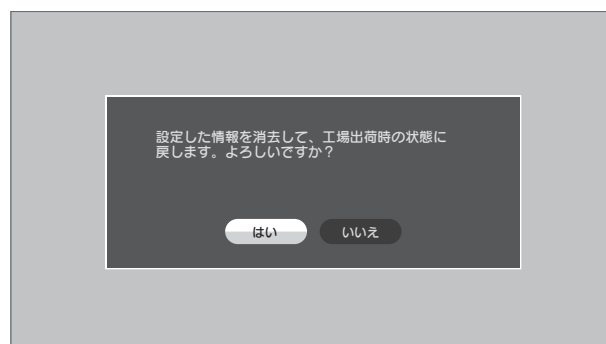 設定した情報を消去して、工場出荷時の状態に
戻します。よろしいですか？
はい いいえ